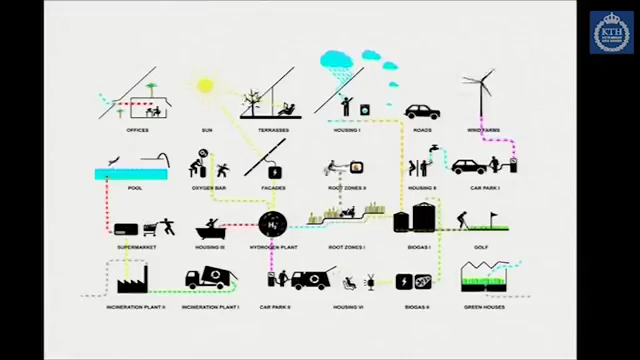 KTH
OFFICES
SUN
TERRASSES
HOUSING I
ROADS
WIND FARMS
POOL
OXYGEN BAR
FACADES
ROOT ZONES II
HOUSING II
CAR PARK I
H₂
SUPERMARKET
HOUSING III
HYDROGEN PLANT
ROOT ZONES I
BIOGAS I
GOLF
INCINERATION PLANT II
INCINERATION PLANT I
CAR PARK II
HOUSING VI
BIOGAS II
GREEN HOUSES